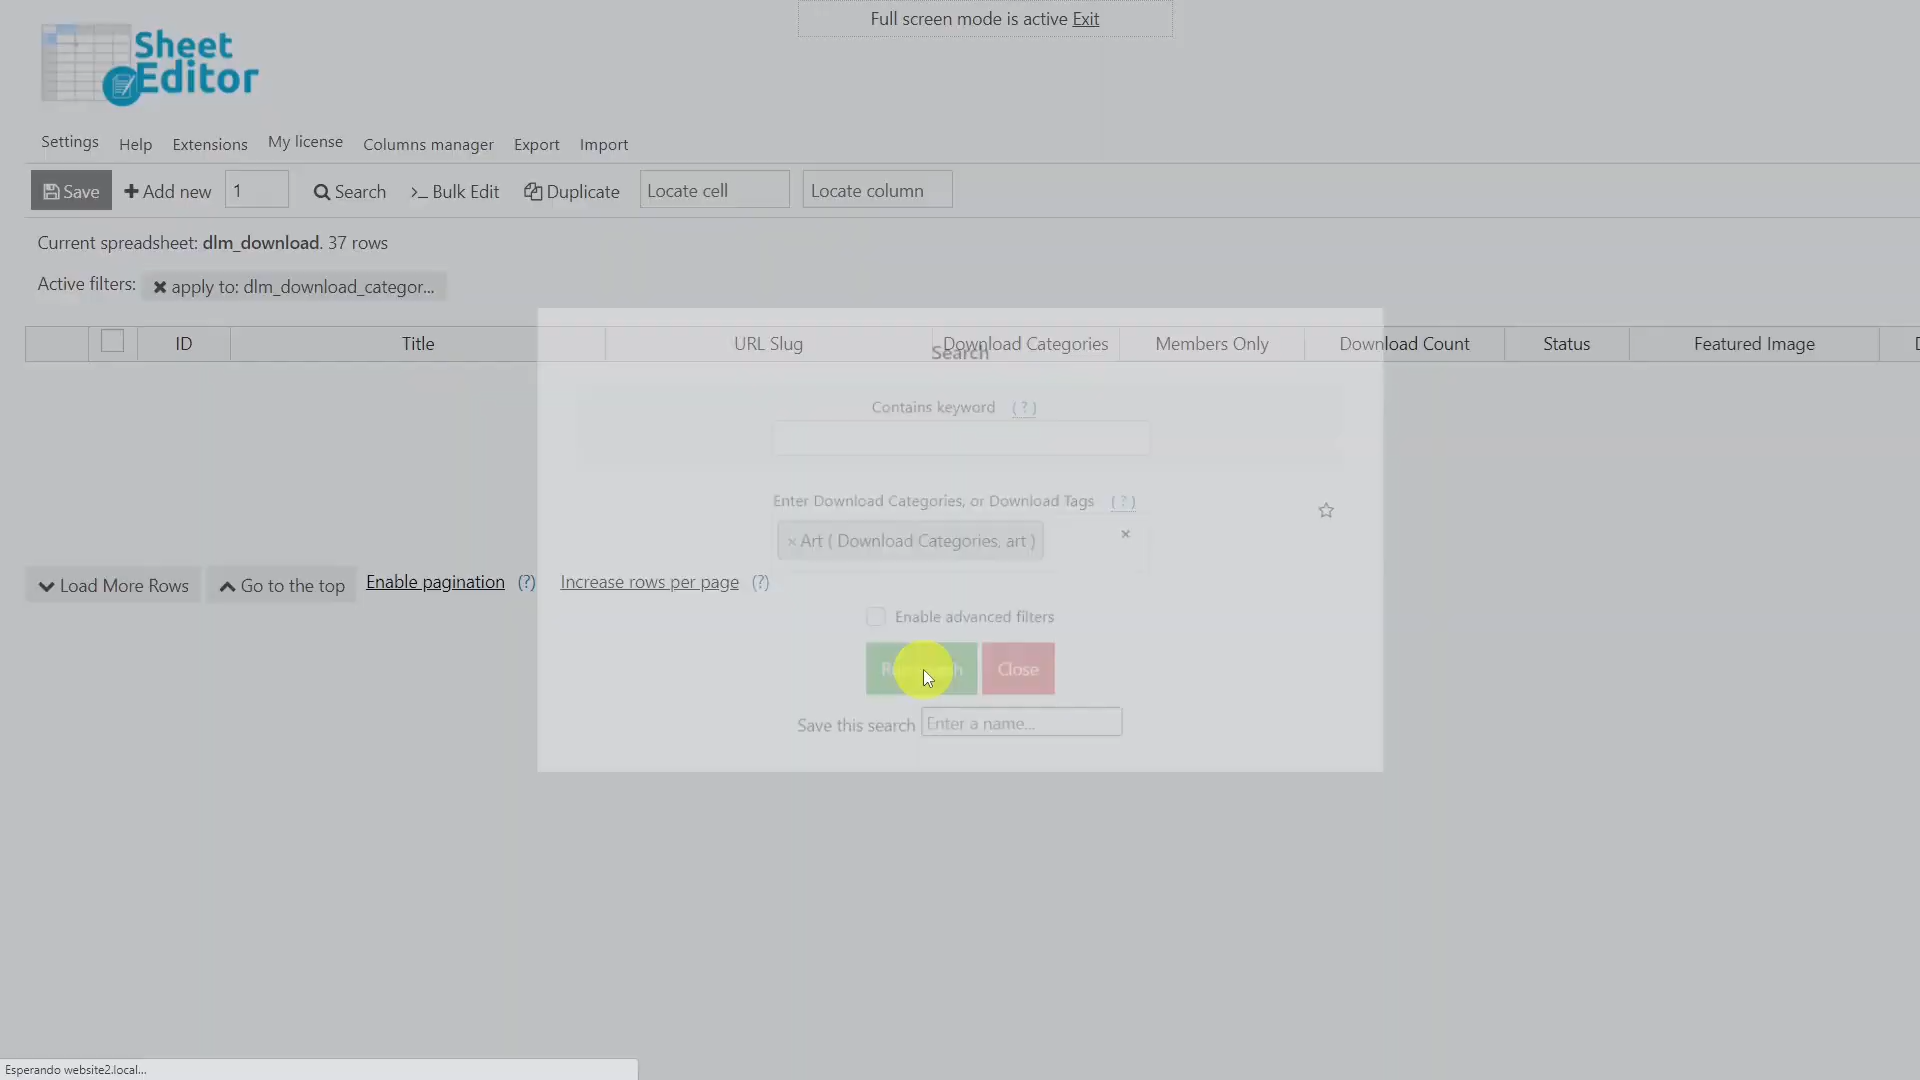 Full screen mode is active Exit
Sheet
Editor
Settings Help Extensions My license Columns manager Export Import
Save Add new 1 Search >_ Bulk Edit Duplicate Locate cell Locate column
Current spreadsheet: dlm_download. 37 rows
Active filters: ✖ apply to: dlm_download_categor...
ID Title URL Slug Download Categories Members Only Download Count Status Featured Image
Search
Contains keyword ( ? )
Enter Download Categories, or Download Tags ( ? )
× Art ( Download Categories, art ) ×
Load More Rows Go to the top Enable pagination (?) Increase rows per page (?)
Enable advanced filters
Close
Save this search Enter a name...
Esperando website2.local...